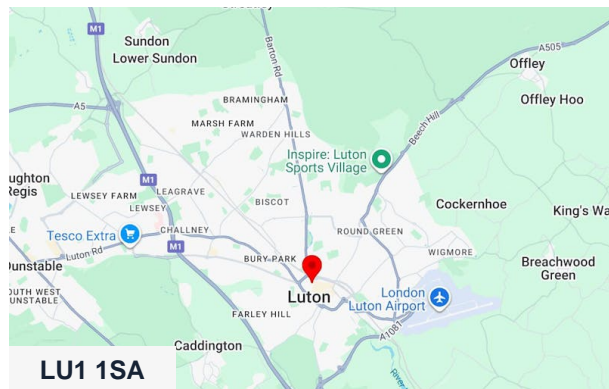 M1
Sundon
Lower Sundon
Barton Rd
A505
Offley
A5
Offley Hoo
BRAMINGHAM
MARSH FARM
WARDEN HILLS
Beech Hill
Inspire: Luton
Sports Village
Regis
M1
LEAGRAVE
LEWSEY FARM
LEWSEY
BISCOT
Cockernhoe
King's Wa
Tesco Extra
CHALLNEY
M1
ROUND GREEN
WIGMORE
Luton Rd
Dunstable
BURY-PARK
Breachwood
Green
SOUTH WEST
DUNSTABLE
Luton
London
Luton Airport
FARLEY HILL
A1081
Caddington
LU1 1SA